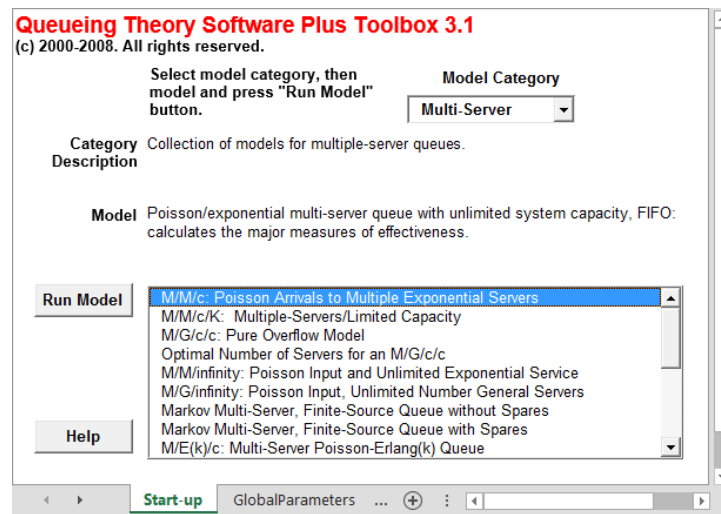 Queueing Theory Software Plus Toolbox 3.1
(c) 2000-2008. All rights reserved.
Select model category, then
model and press "Run Model"
button.
Model Category
Multi-Server
Category
Description
Collection of models for multiple-server queues.
Model
Poisson/exponential multi-server queue with unlimited system capacity, FIFO:
calculates the major measures of effectiveness.
Run Model
M/M/c: Poisson Arrivals to Multiple Exponential Servers
M/M/c/K: Multiple-Servers/Limited Capacity
M/G/c/c: Pure Overflow Model
Optimal Number of Servers for an M/G/c/c
M/M/infinity: Poisson Input and Unlimited Exponential Service
M/G/infinity: Poisson Input, Unlimited Number General Servers
Markov Multi-Server, Finite-Source Queue without Spares
Markov Multi-Server, Finite-Source Queue with Spares
M/E(k)/c: Multi-Server Poisson-Erlang(k) Queue
Help
Start-up GlobalParameters ...